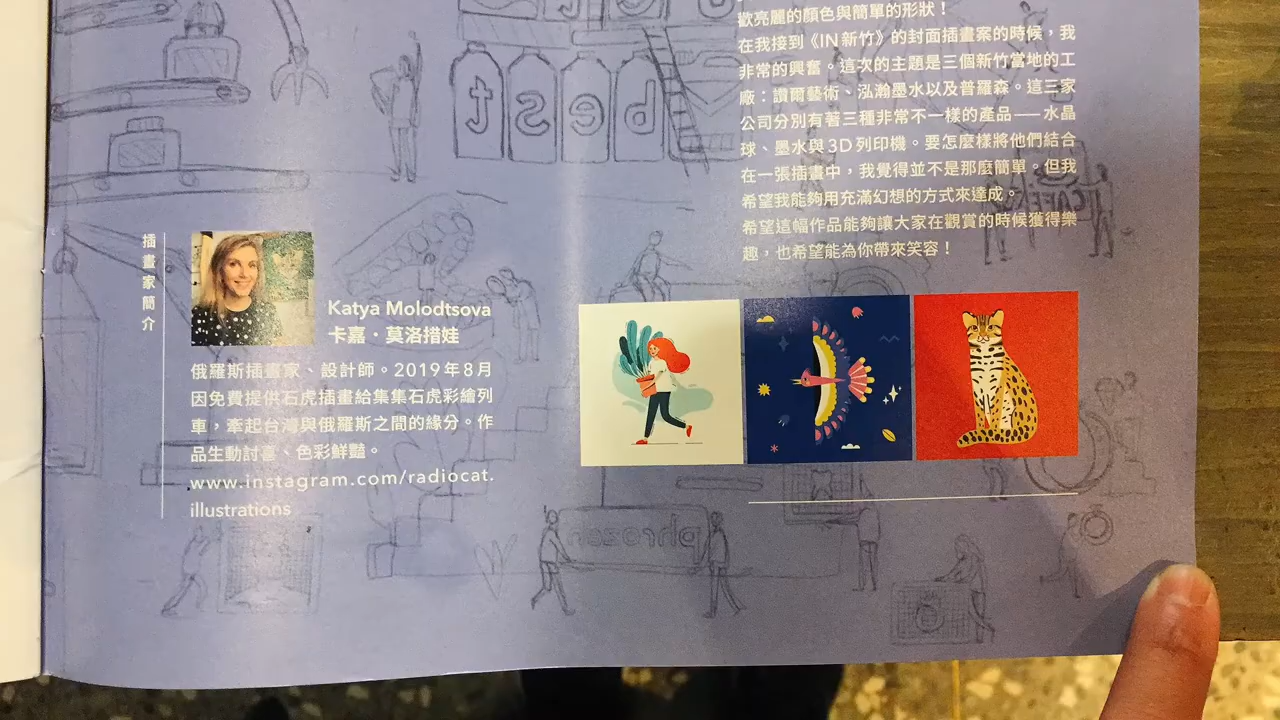 歡亮麗的顏色與簡單的形狀！
在我接到《IN新竹》的封面插畫案的時候，我
非常的興奮。這次的主題是三個新竹當地的工
廠：讚爾藝術、泓瀚墨水以及普羅森。這三家
公司分別有著三種非常不一樣的產品——水晶
球、墨水與3D列印機。要怎麼樣將他們結合
在一張插畫中，我覺得並不是那麼簡單。但我
希望我能夠用充滿幻想的方式來達成。
希望這幅作品能夠讓大家在觀賞的時候獲得樂
趣，也希望能為你帶來笑容！
插畫家簡介
Katya Molodtsova
卡嘉・莫洛措娃
俄羅斯插畫家、設計師。2019年8月
因免費提供石虎插畫給集集石虎彩繪列
車，牽起台灣與俄羅斯之間的緣分。作
品生動討喜、色彩鮮豔。
www.instagram.com/radiocat.
illustrations
phrozen